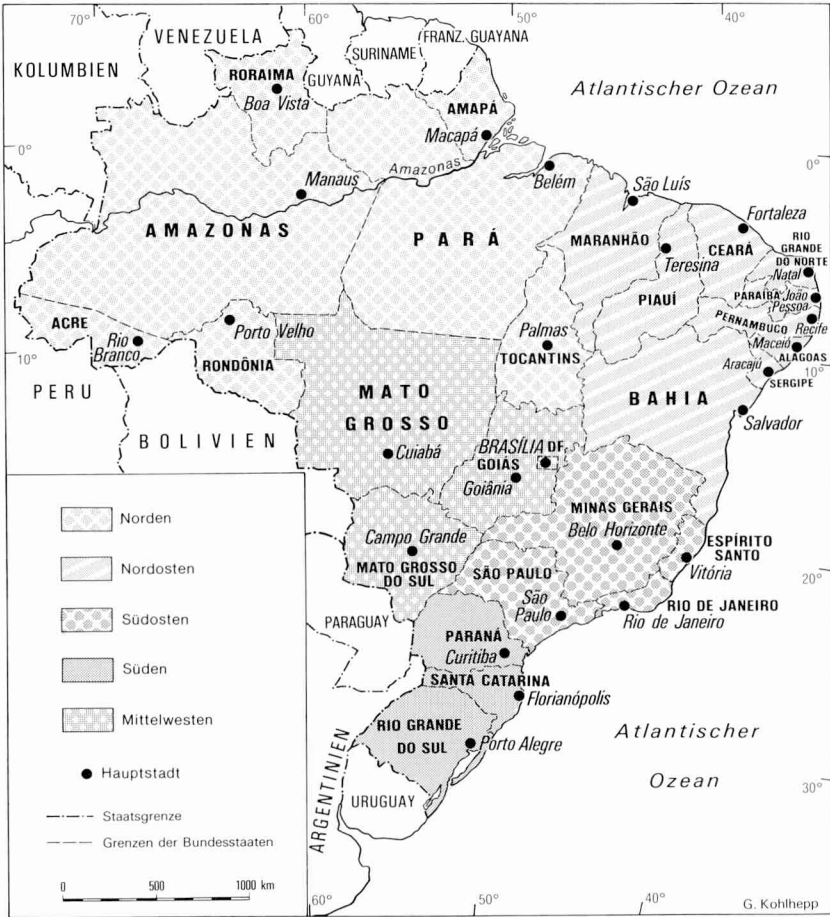 70°
60°
50°
40°
VENEZUELA
FRANZ. GUAYANA
SURINAME
KOLUMBIEN
RORAIMA
GUYANA
Boa Vista
Atlantischer Ozean
AMAPÁ
Macapá
0°
0°
Amazonas
Belém
Manaus
São Luís
Fortaleza
AMAZONAS
PARÁ
MARANHÃO
CEARÁ
RIO
GRANDE
DO NORTE
Teresina
Natal
PIAUÍ
PARAÍBA
João
Pessoa
ACRE
Porto Velho
Palmas
PERNAMBUCO
Recife
Rio
Branco
Maceió
10°
RONDÔNIA
TOCANTINS
Aracajú
ALAGOAS
10°
SERGIPE
PERU
MATO
GROSSO
BAHIA
Salvador
BOLIVIEN
Cuiabá
BRASÍLIA DF
GOIÁS
Goiânia
MINAS GERAIS
Belo Horizonte
Campo Grande
MATO GROSSO
DO SUL
ESPÍRITO
SANTO
Vitória
SÃO PAULO
20°
São
Paulo
RIO DE JANEIRO
Rio de Janeiro
PARAGUAY
PARANÁ
Curitiba
SANTA CATARINA
Florianópolis
RIO GRANDE
DO SUL
Porto Alegre
Atlantischer
Ozean
ARGENTINIEN
URUGUAY
30°
Norden
Nordosten
Südosten
Süden
Mittelwesten
Hauptstadt
Staatsgrenze
Grenzen der Bundesstaaten
0 500 1000 km
60°
50°
40°
G. Kohlhepp